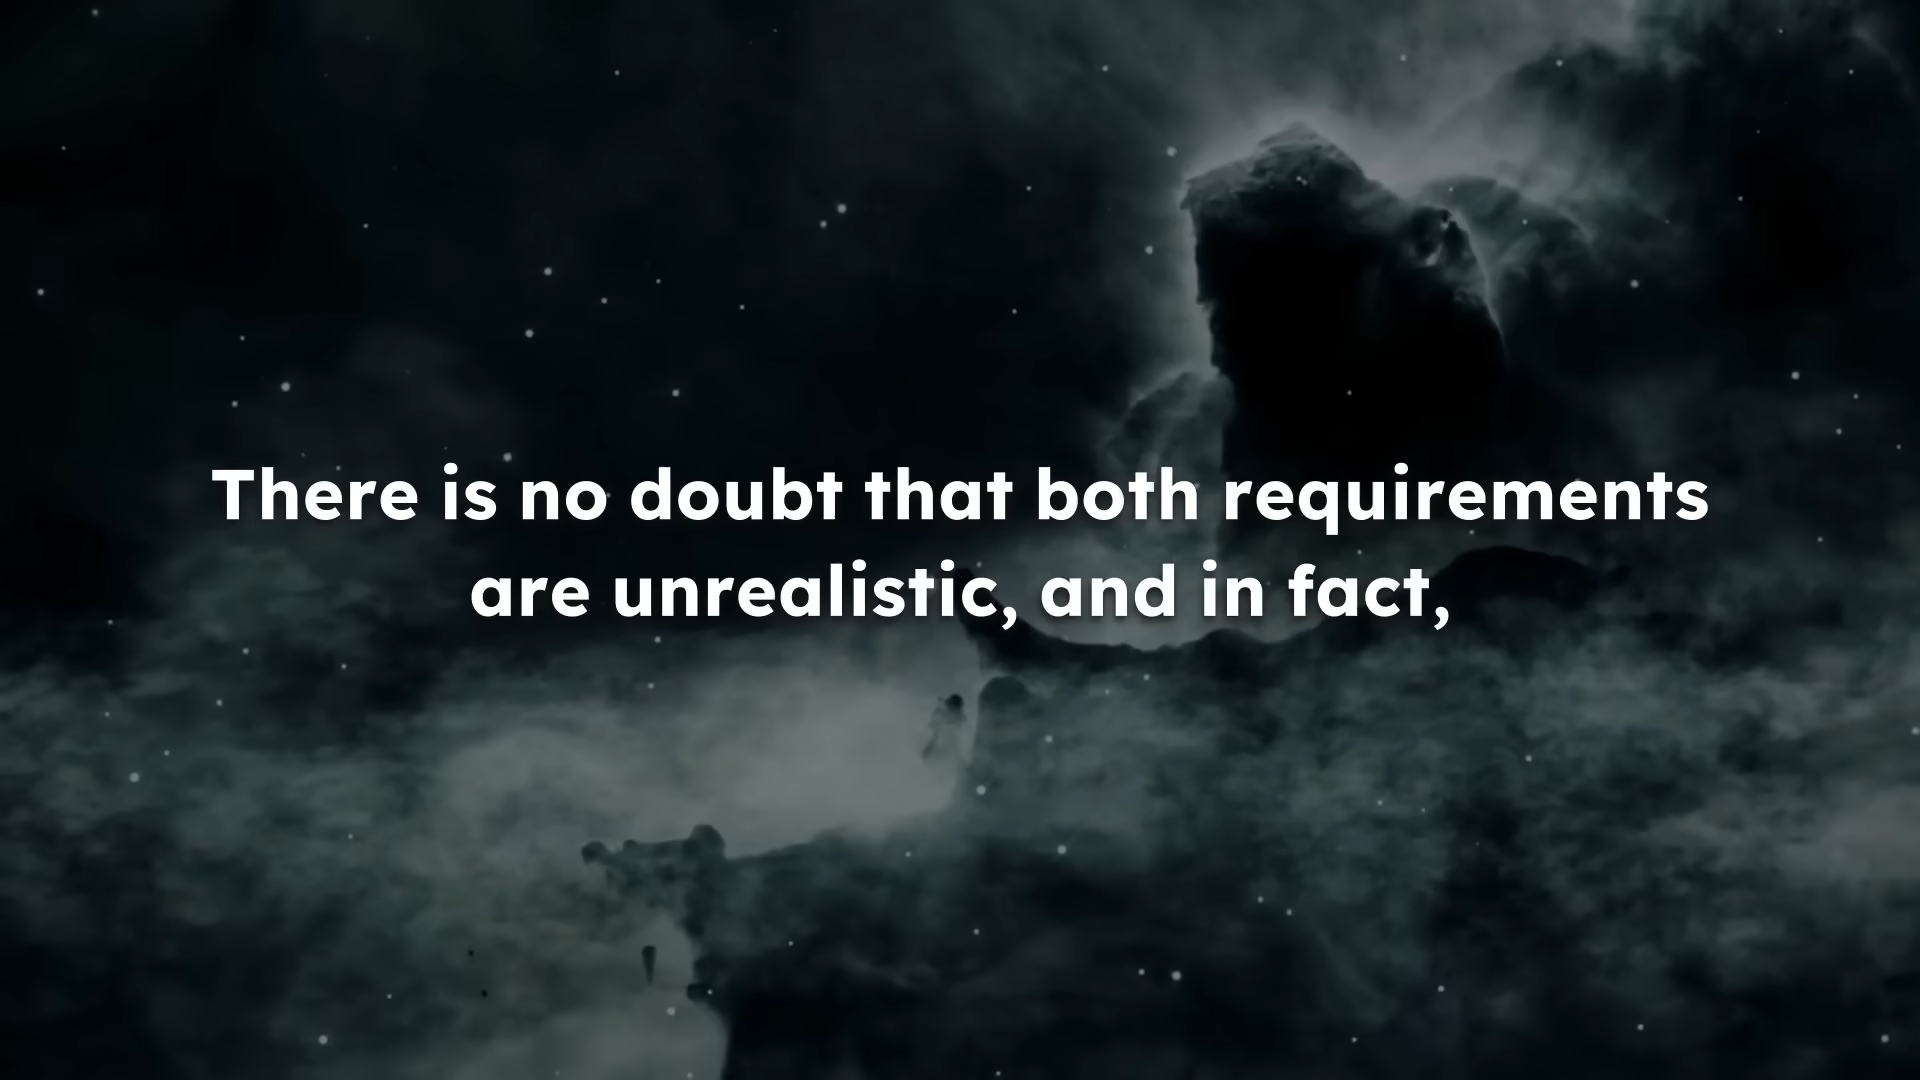 There is no doubt that both requirements
are unrealistic, and in fact,